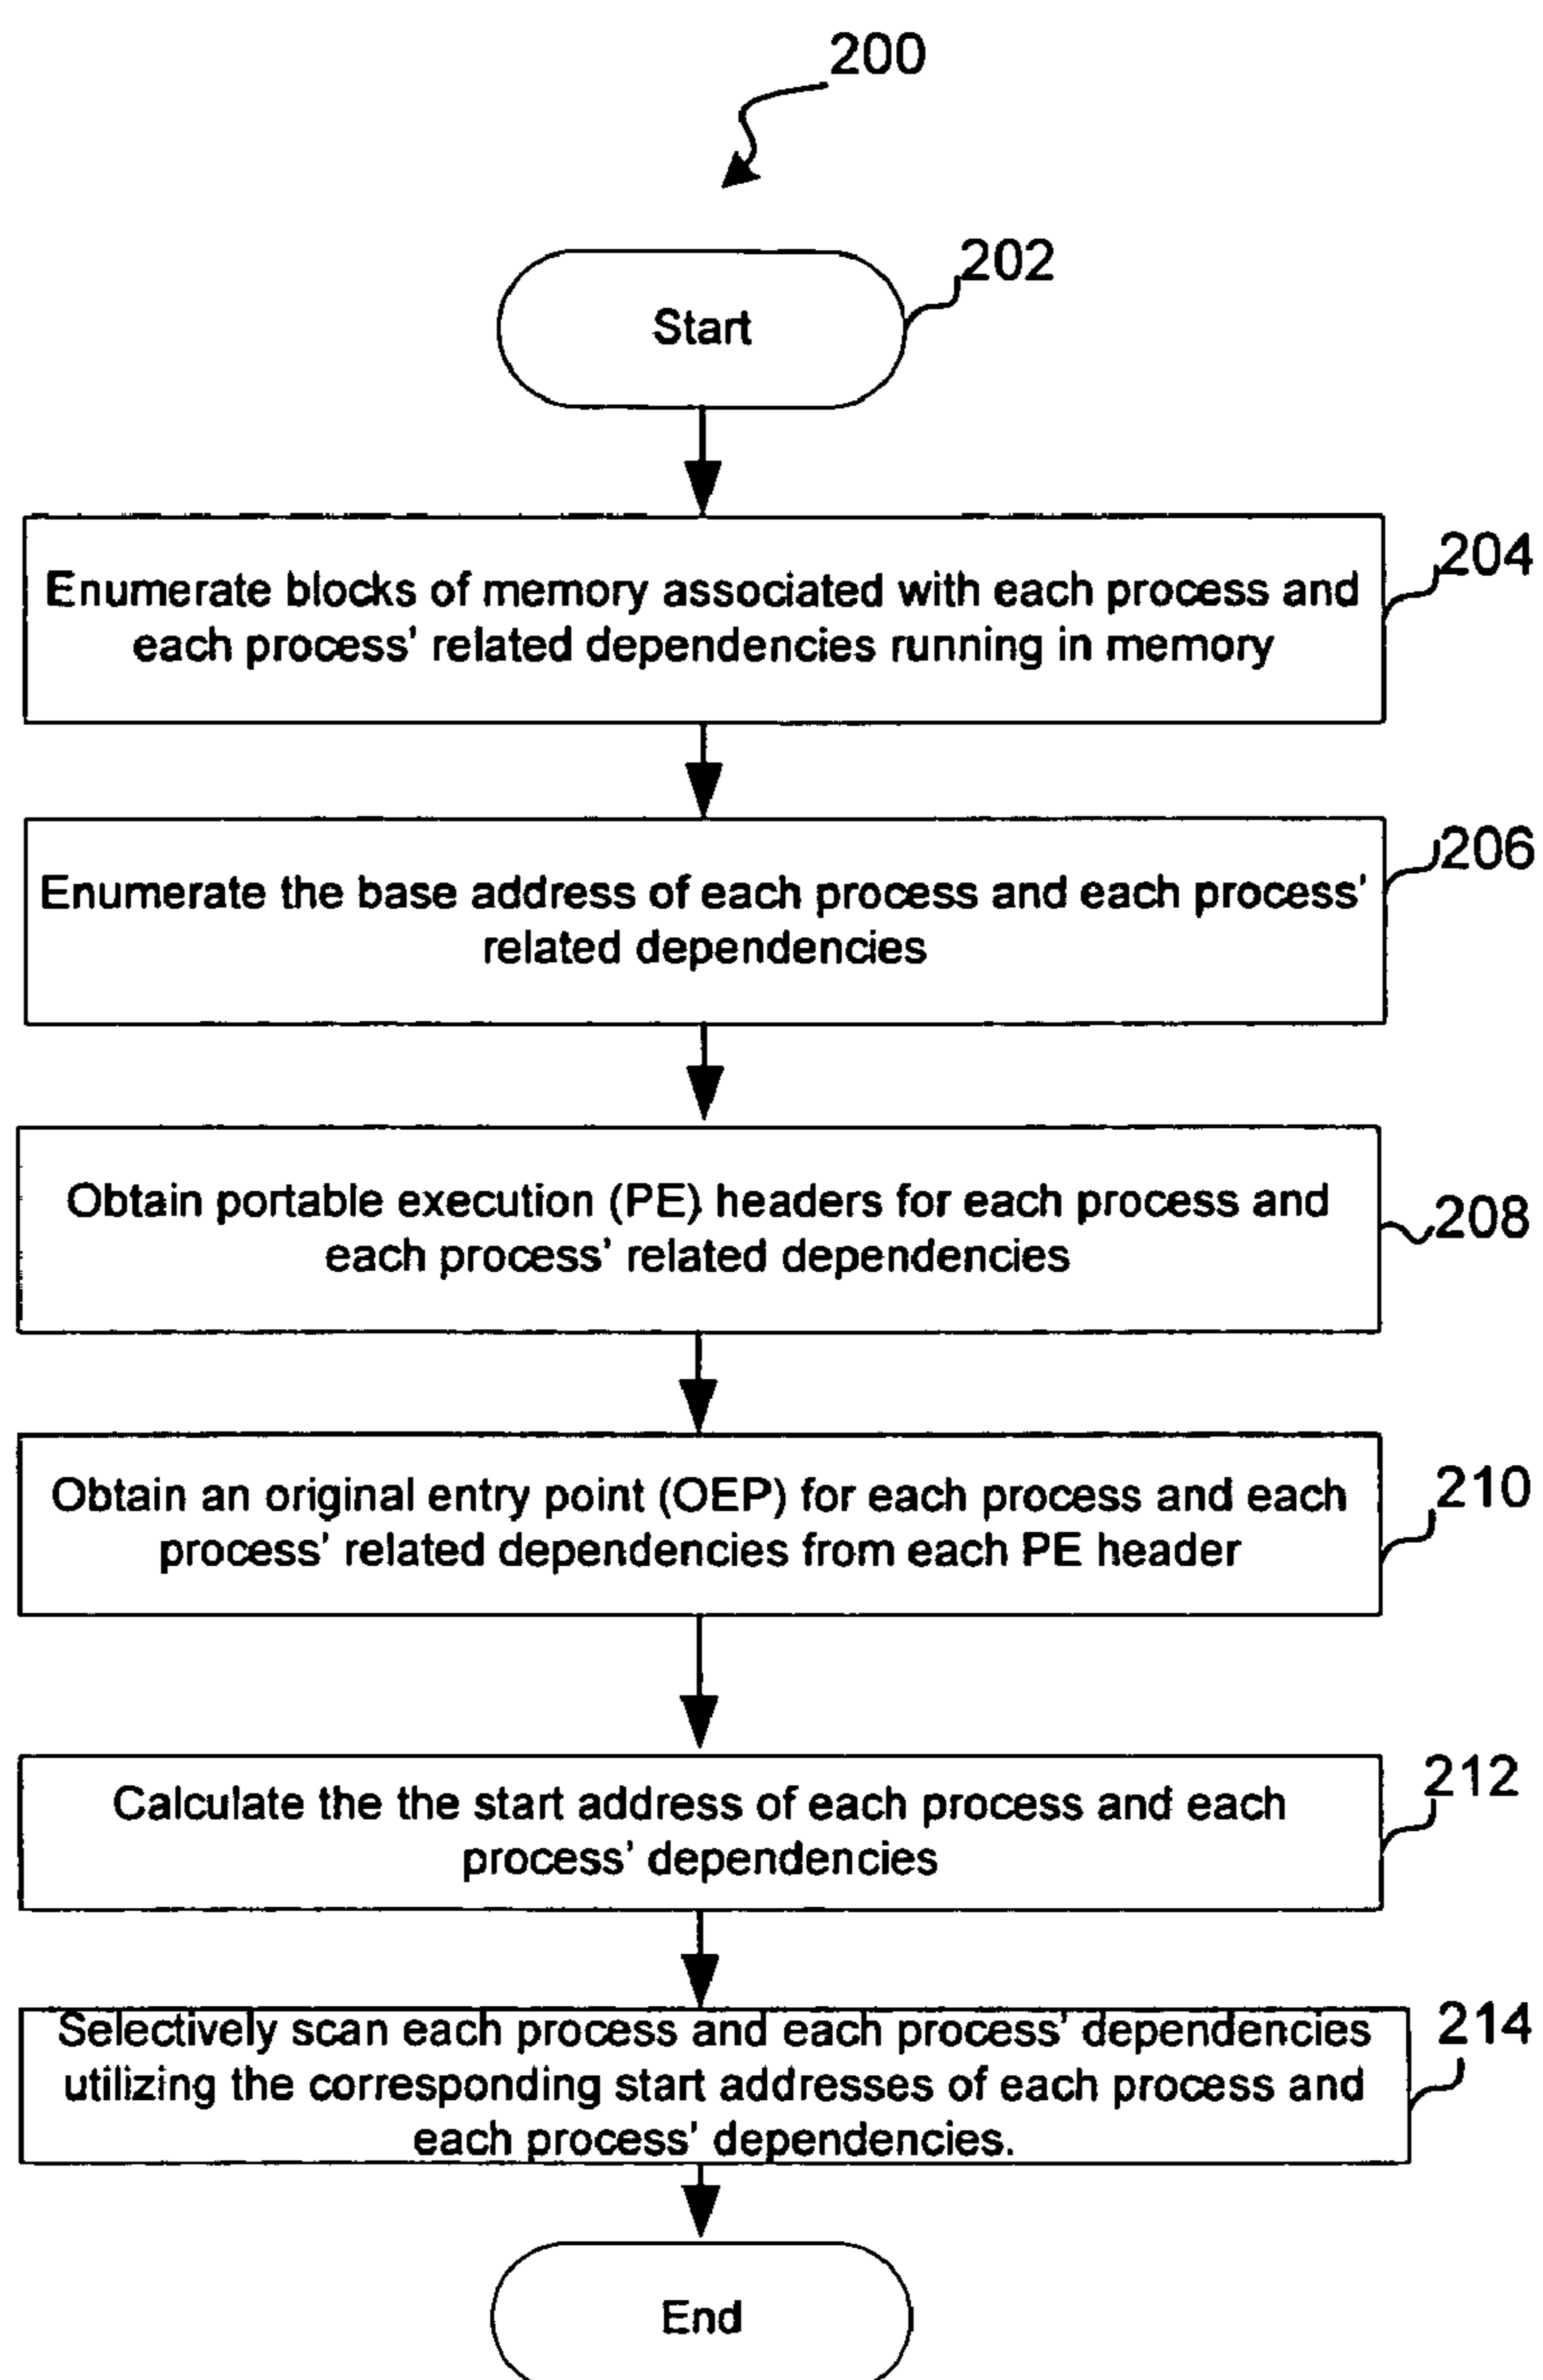 200
202
Start
204
Enumerate blocks of memory associated with each process and
each process' related dependencies running in memory
206
Enumerate the base address of each process and each process'
related dependencies
Obtain portable execution (PE) headers for each process and
each process' related dependencies
208
210
Obtain an original entry point (OEP) for each process and each
process' related dependencies from each PE header
212
Calculate the the start address of each process and each
process' dependencies
214
Selectively scan each process and each process' dependencies
utilizing the corresponding start addresses of each process and
each process' dependencies.
End